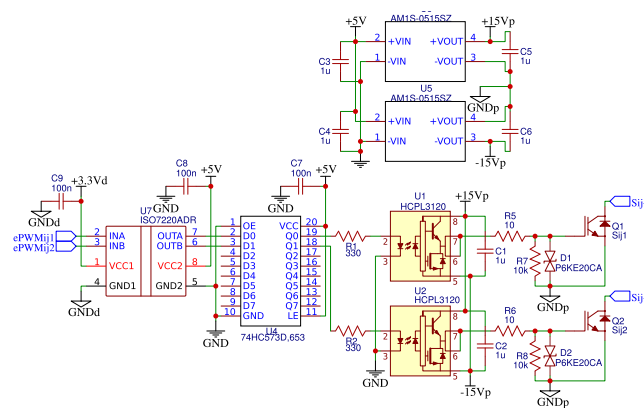 +5V
AM1S-0515SZ
+15Vp
2 +VIN +VOUT 4
1 -VIN -VOUT 3
C3
1u
C5
1u
GNDp
U5
AM1S-0515SZ
2 +VIN +VOUT 4
1 -VIN -VOUT 3
C4
1u
C6
1u
-15Vp
C9
100n
+3.3Vd
GNDd
C8
100n
+5V
GND
C7
100n
+5V
GND
U7
ISO7220ADR
ePWMij1
ePWMij2
2 INA OUTA 7
3 INB OUTB 6
1 VCC1 VCC2 8
4 GND1 GND2 5
GNDd
1 OE VCC 20
2 D0 Q0 19
3 D1 Q1 18
4 D2 Q2 17
5 D3 Q3 16
6 D4 Q4 15
7 D5 Q5 14
8 D6 Q6 13
9 D7 Q7 12
10 GND LE 11
U4
74HC573D,653
GND
R1
330
R2
330
U1
HCPL3120
2
3
8
7
6
5
+15Vp
C1
1u
R5
10
R7
10k
D1
P6KE20CA
GNDp
Q1
Sij1
Sij
U2
HCPL3120
2
3
8
7
6
5
GND
C2
1u
-15Vp
R6
10
R8
10k
D2
P6KE20CA
GNDp
Q2
Sij2
Sij